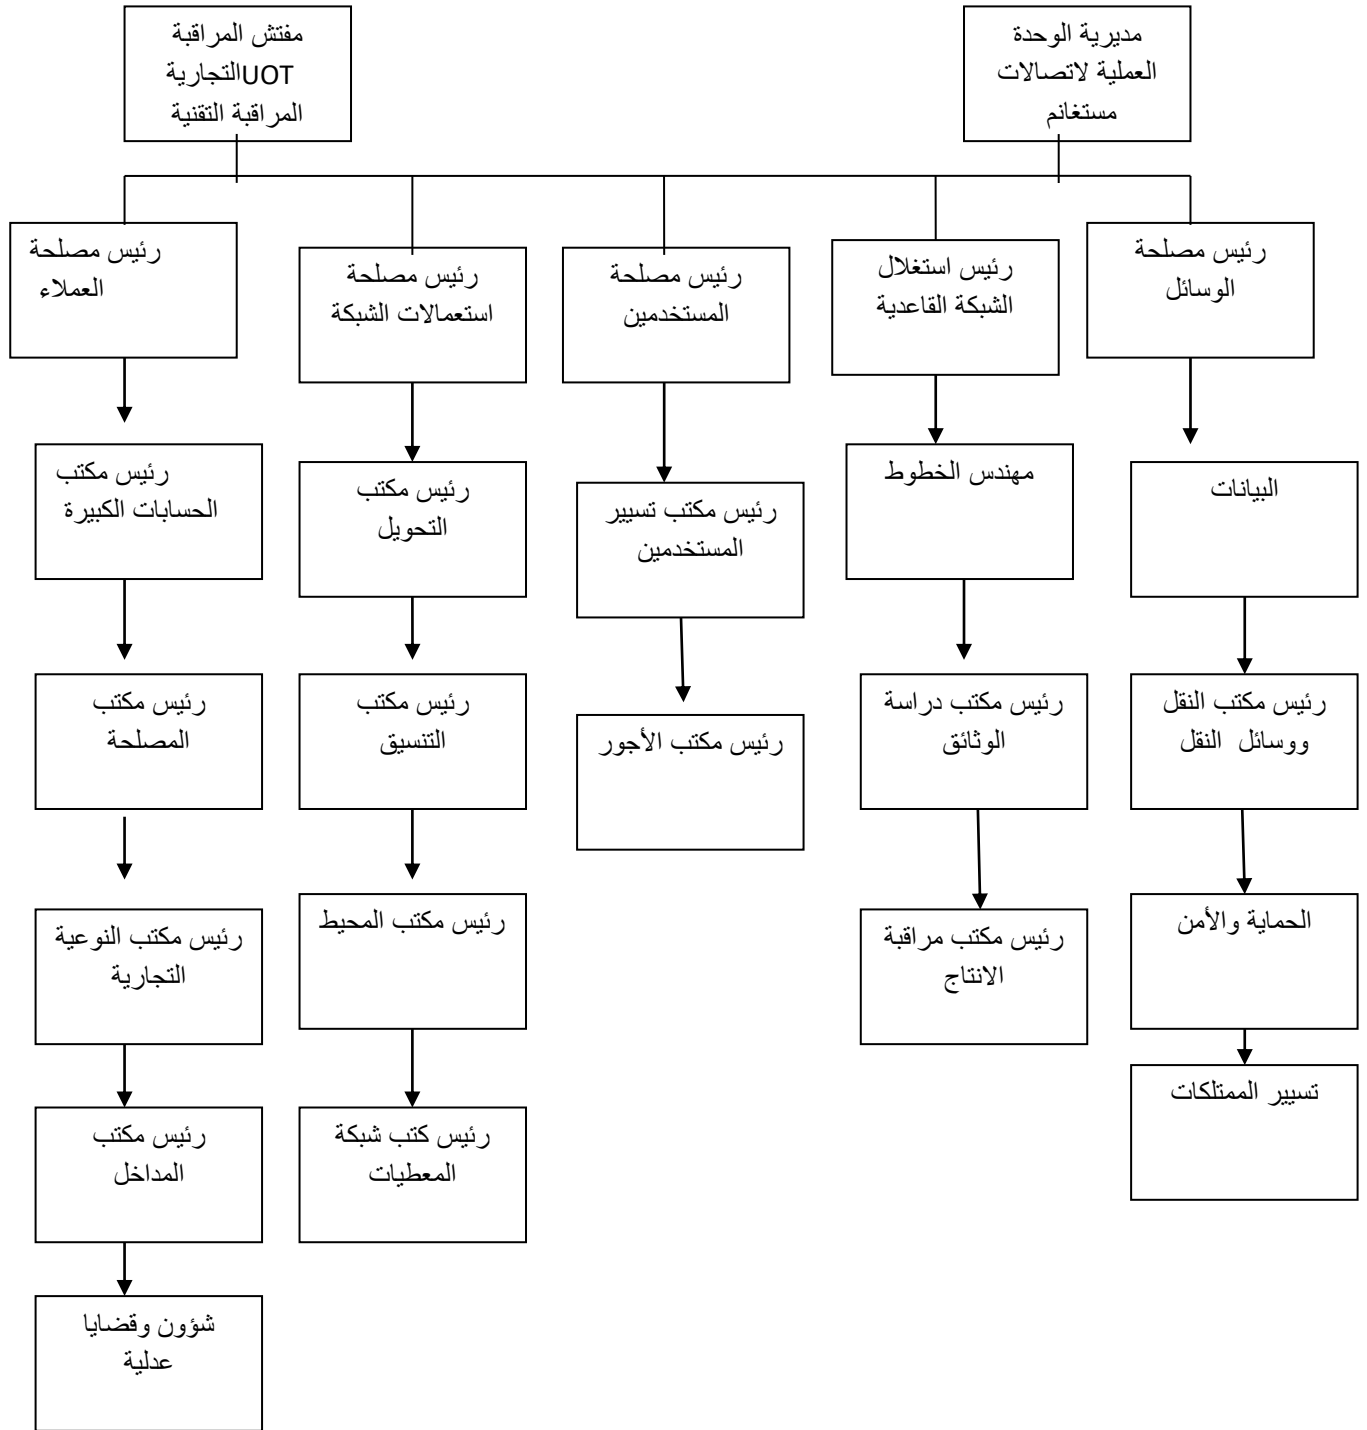 مديرية الوحدة
العملية لاتصالات
مستغانم
مفتش المراقبة
التجارية UOT
المراقبة التقنية
رئيس مصلحة
الوسائل
رئيس استغلال
الشبكة القاعدية
رئيس مصلحة
المستخدمين
رئيس مصلحة
استعمالات الشبكة
رئيس مصلحة
العملاء
البيانات
مهندس الخطوط
رئيس مكتب تسيير
المستخدمين
رئيس مكتب
التحويل
رئيس مكتب
الحسابات الكبيرة
رئيس مكتب النقل
ووسائل النقل
رئيس مكتب دراسة
الوثائق
رئيس مكتب الأجور
رئيس مكتب
التنسيق
رئيس مكتب
المصلحة
الحماية والأمن
رئيس مكتب مراقبة
الانتاج
رئيس مكتب المحيط
رئيس مكتب النوعية
التجارية
تسيير الممتلكات
رئيس كتب شبكة
المعطيات
رئيس مكتب
المداخل
شؤون وقضايا
عدلية